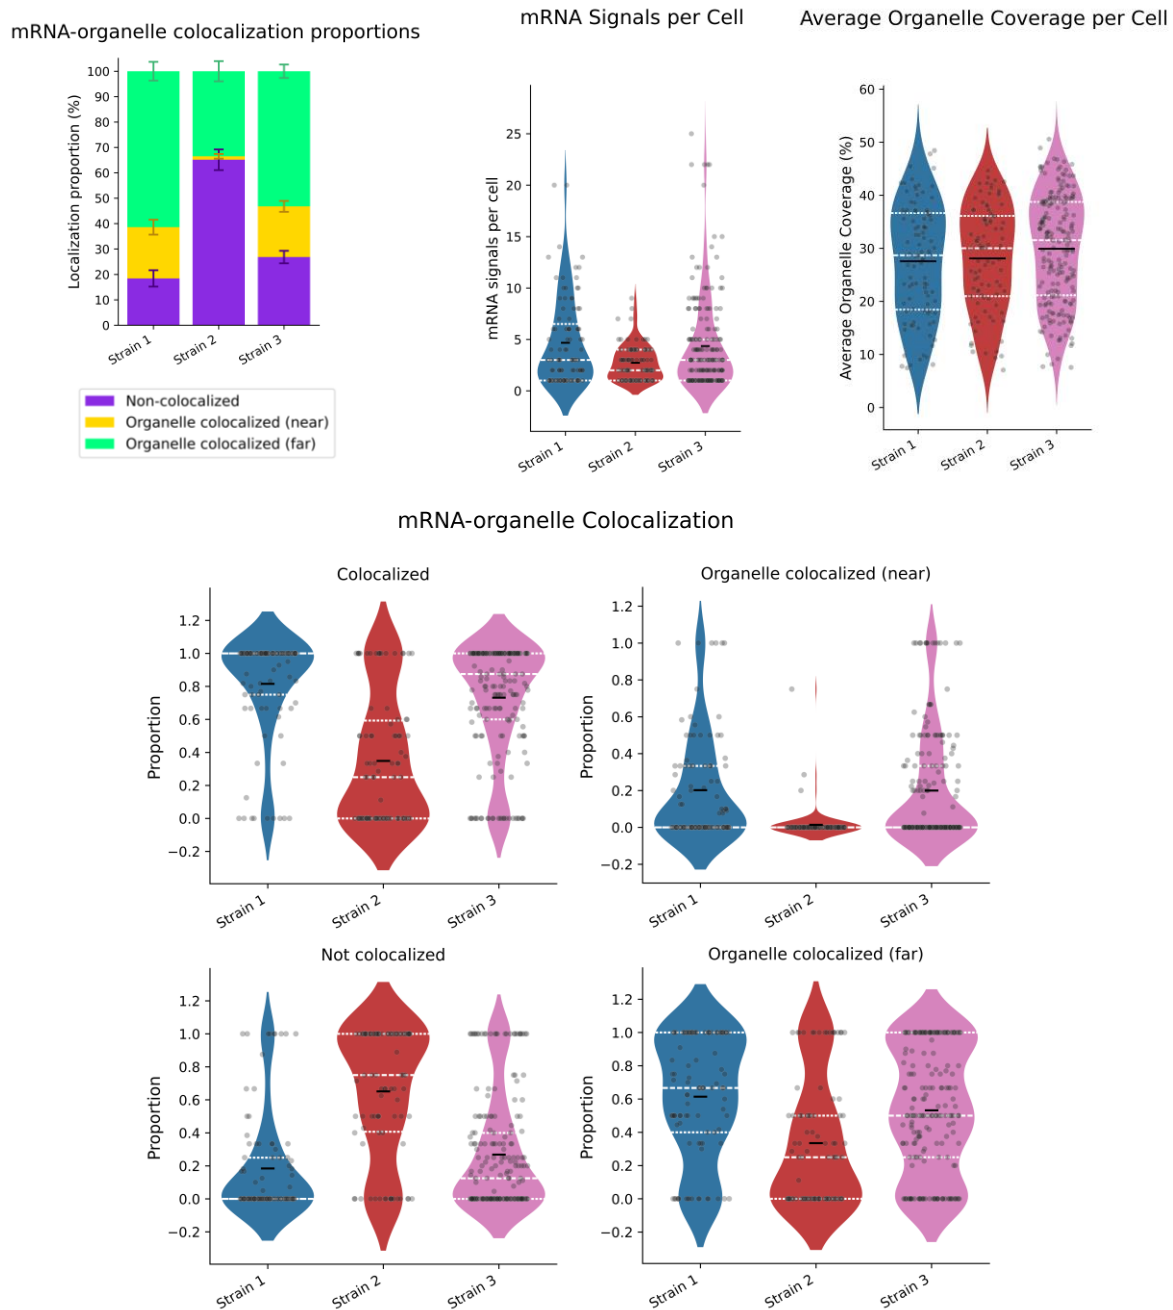 mRNA-organelle colocalization proportions
Localization proportion (%)
100
90
80
70
60
50
40
30
20
10
0
Strain 1
Strain 2
Strain 3
Non-colocalized
Organelle colocalized (near)
Organelle colocalized (far)
mRNA Signals per Cell
mRNA signals per cell
25
20
15
10
5
0
Strain 1
Strain 2
Strain 3
Average Organelle Coverage per Cell
Average Organelle Coverage (%)
60
50
40
30
20
10
0
Strain 1
Strain 2
Strain 3
mRNA-organelle Colocalization
Colocalized
Proportion
1.2
1.0
0.8
0.6
0.4
0.2
0.0
−0.2
Strain 1
Strain 2
Strain 3
Organelle colocalized (near)
Proportion
1.2
1.0
0.8
0.6
0.4
0.2
0.0
−0.2
Strain 1
Strain 2
Strain 3
Not colocalized
Proportion
1.2
1.0
0.8
0.6
0.4
0.2
0.0
−0.2
Strain 1
Strain 2
Strain 3
Organelle colocalized (far)
Proportion
1.2
1.0
0.8
0.6
0.4
0.2
0.0
−0.2
Strain 1
Strain 2
Strain 3